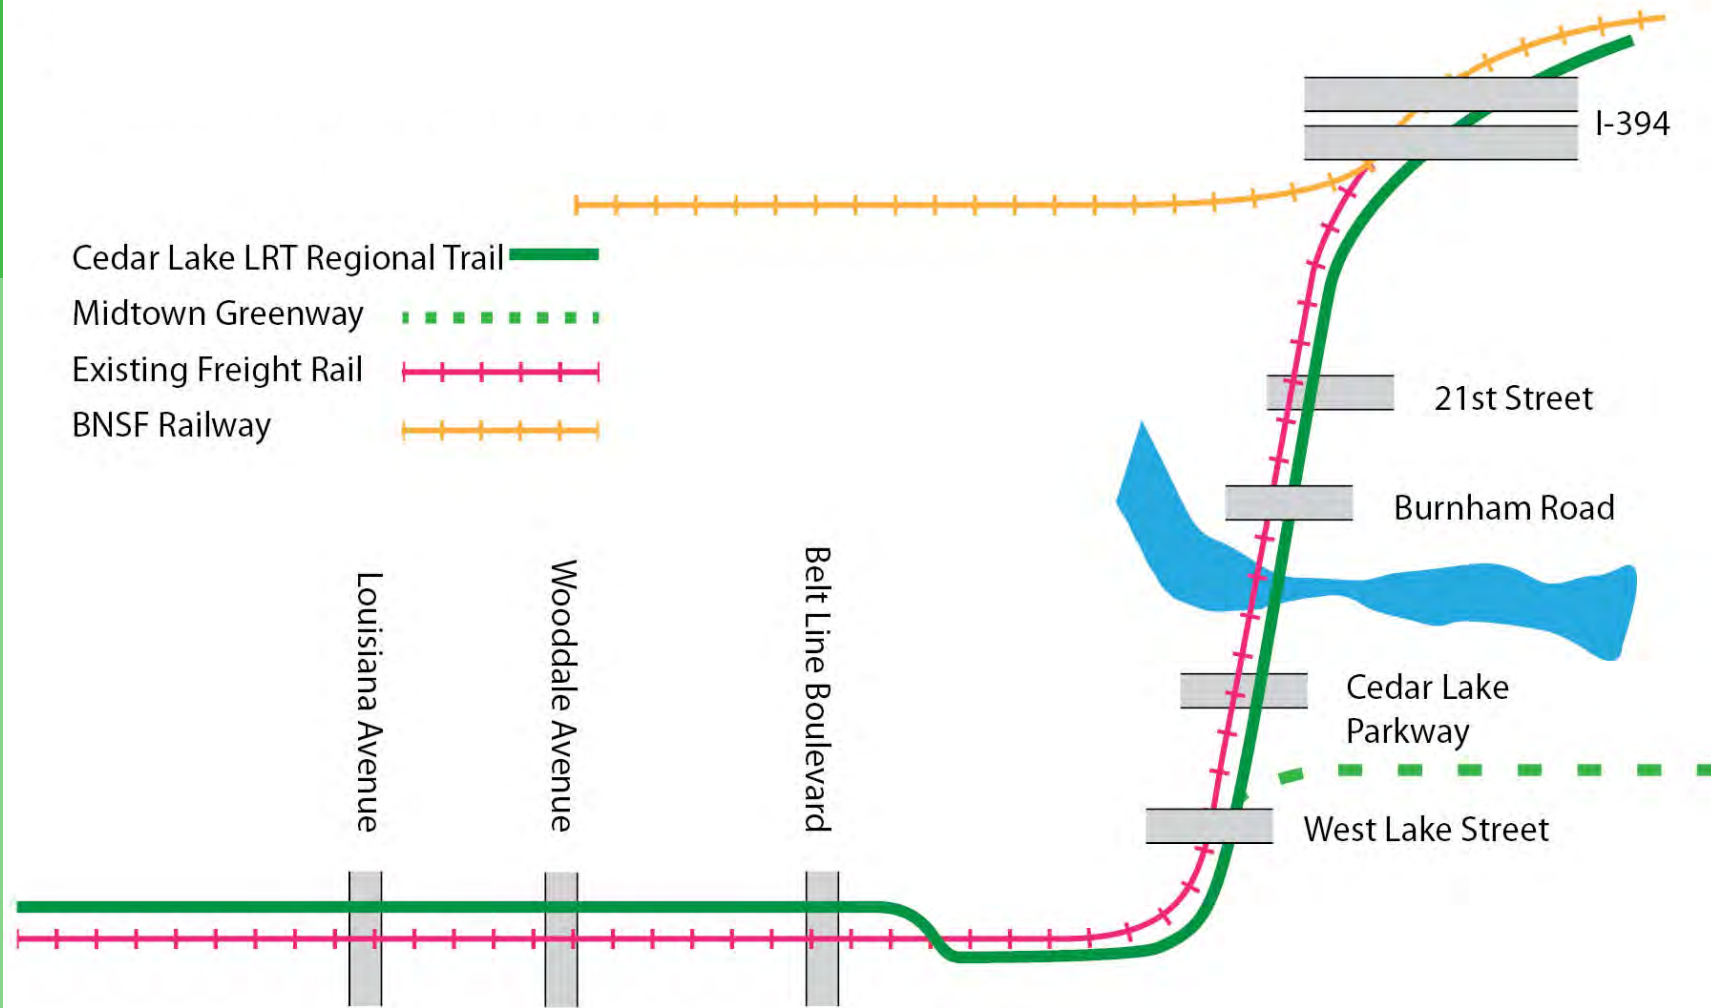 I-394
Cedar Lake LRT Regional Trail
Midtown Greenway
Existing Freight Rail
BNSF Railway
21st Street
Burnham Road
Louisiana Avenue
Wooddale Avenue
Belt Line Boulevard
Cedar Lake
Parkway
West Lake Street